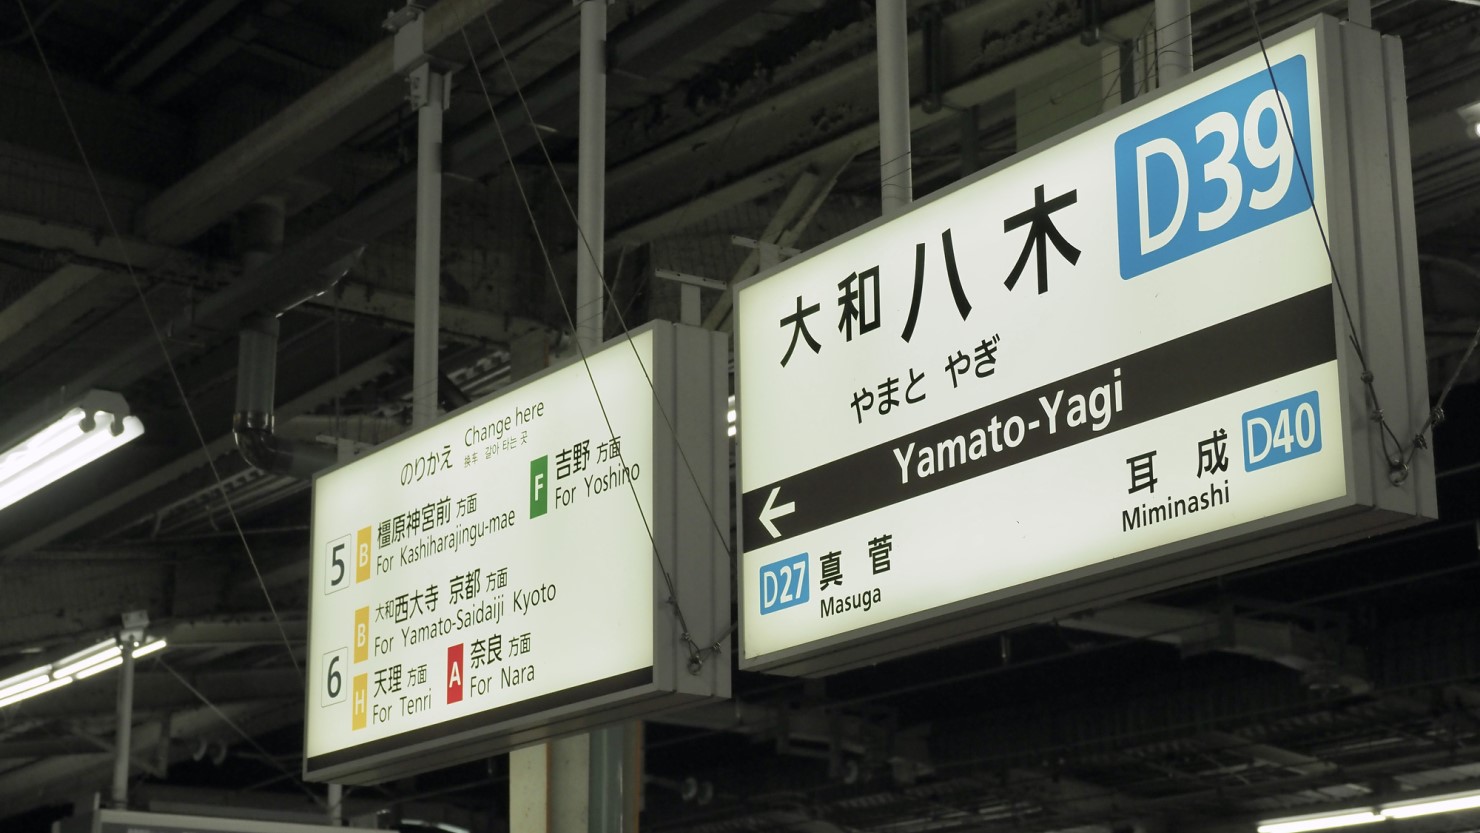 のりかえ Change here
换车 갈아 타는 곳
5 B 橿原神宮前 方面 F 吉野 方面
For Kashiharajingu-mae For Yoshino
6 B 大和西大寺 京都 方面
For Yamato-Saidaiji Kyoto
H 天理 方面 A 奈良 方面
For Tenri For Nara
大和八木 D39
やまと やぎ
Yamato-Yagi
←
D27 真菅
Masuga
耳成 D40
Miminashi